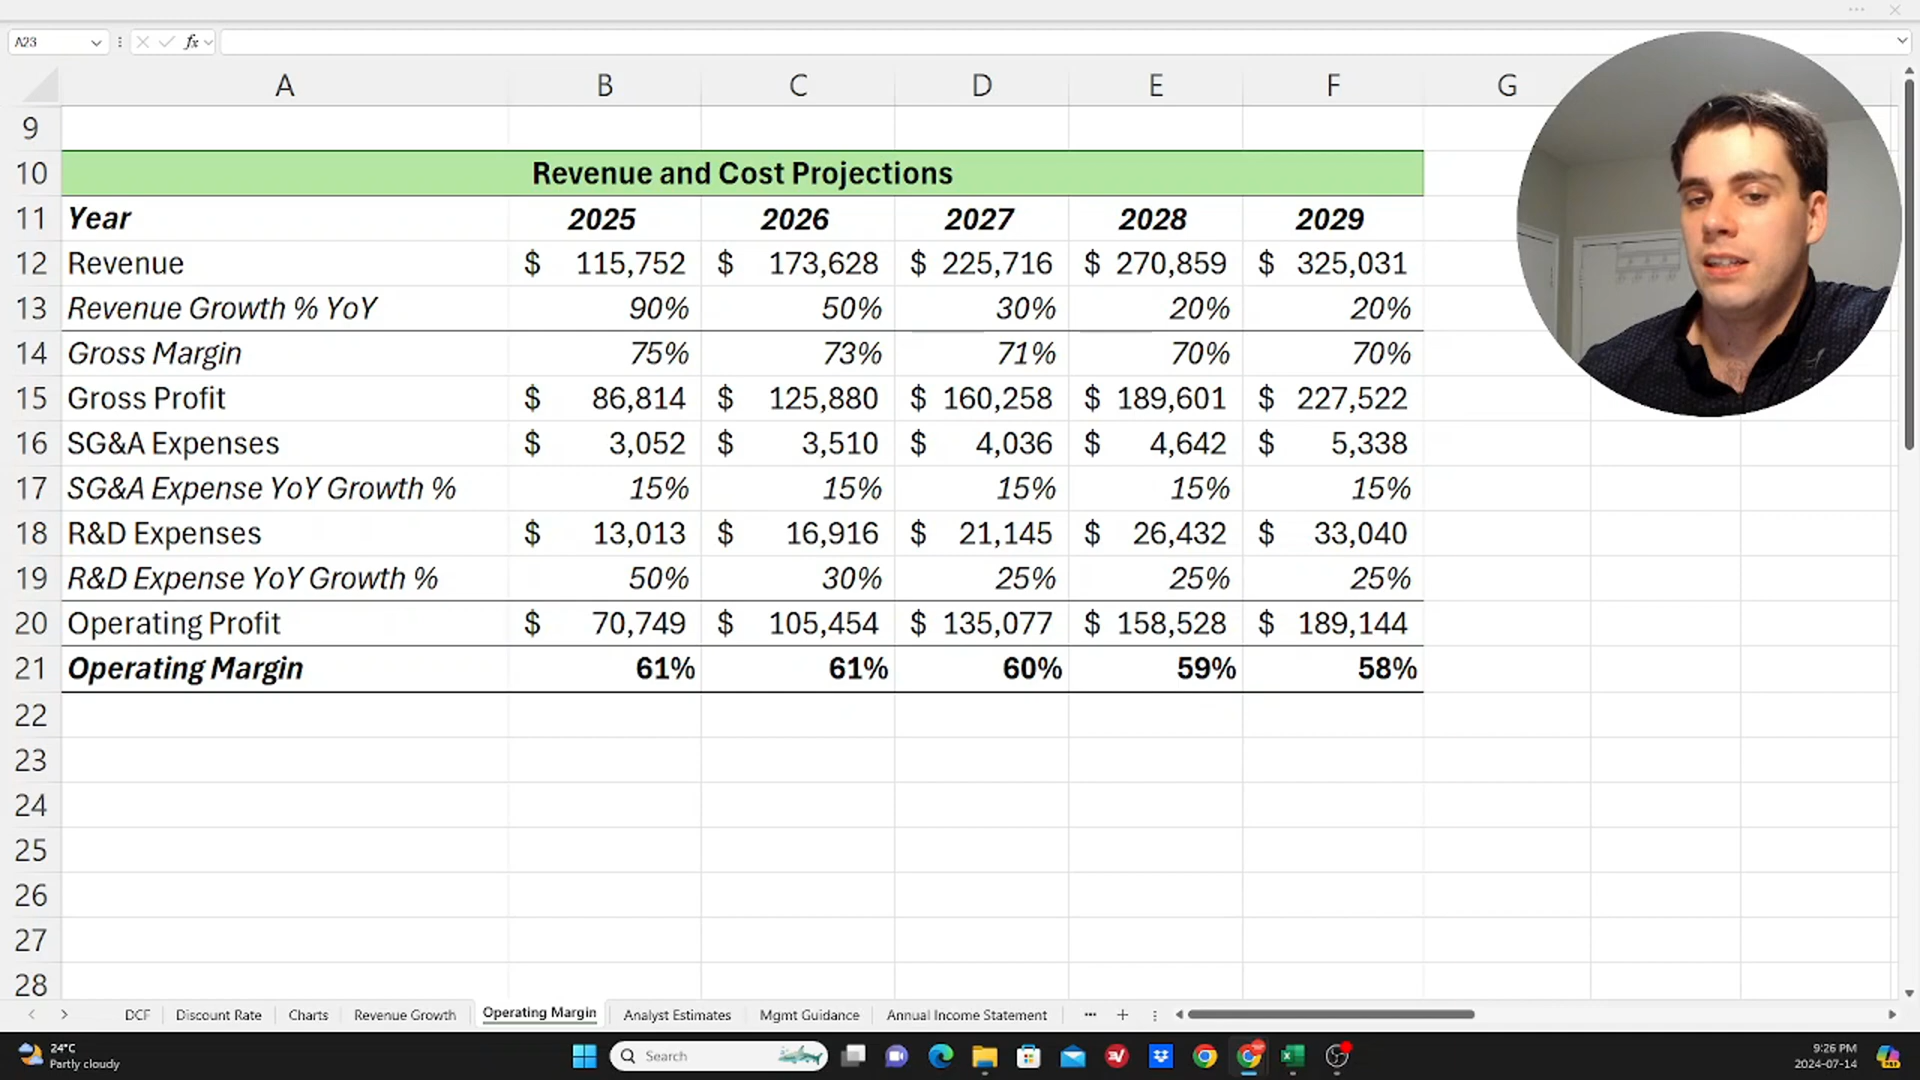 A23
fx
A B C D E F G
9
10 Revenue and Cost Projections
11 Year 2025 2026 2027 2028 2029
12 Revenue $ 115,752 $ 173,628 $ 225,716 $ 270,859 $ 325,031
13 Revenue Growth % YoY 90% 50% 30% 20% 20%
14 Gross Margin 75% 73% 71% 70% 70%
15 Gross Profit $ 86,814 $ 125,880 $ 160,258 $ 189,601 $ 227,522
16 SG&A Expenses $ 3,052 $ 3,510 $ 4,036 $ 4,642 $ 5,338
17 SG&A Expense YoY Growth % 15% 15% 15% 15% 15%
18 R&D Expenses $ 13,013 $ 16,916 $ 21,145 $ 26,432 $ 33,040
19 R&D Expense YoY Growth % 50% 30% 25% 25% 25%
20 Operating Profit $ 70,749 $ 105,454 $ 135,077 $ 158,528 $ 189,144
21 Operating Margin 61% 61% 60% 59% 58%
22
23
24
25
26
27
28
DCF Discount Rate Charts Revenue Growth Operating Margin Analyst Estimates Mgmt Guidance Annual Income Statement ...
24°C
Partly cloudy
Search
9:26 PM
2024-07-14